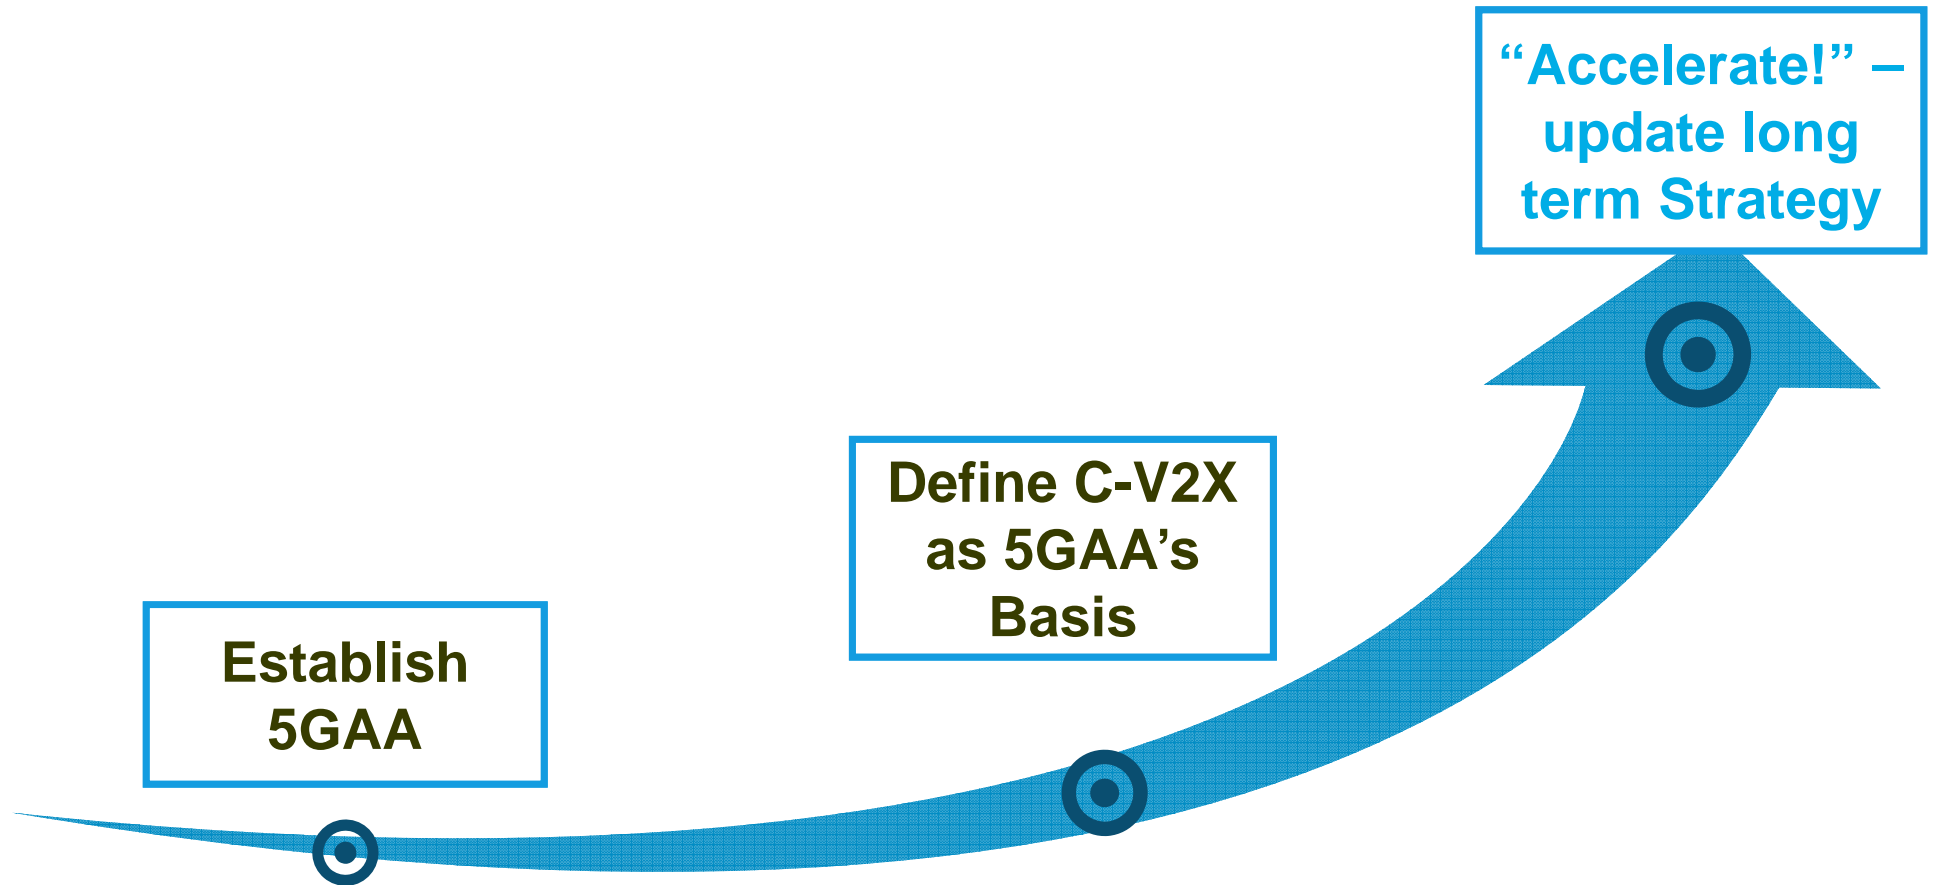 “Accelerate!” –
update long
term Strategy
Define C-V2X
as 5GAA’s
Basis
Establish
5GAA